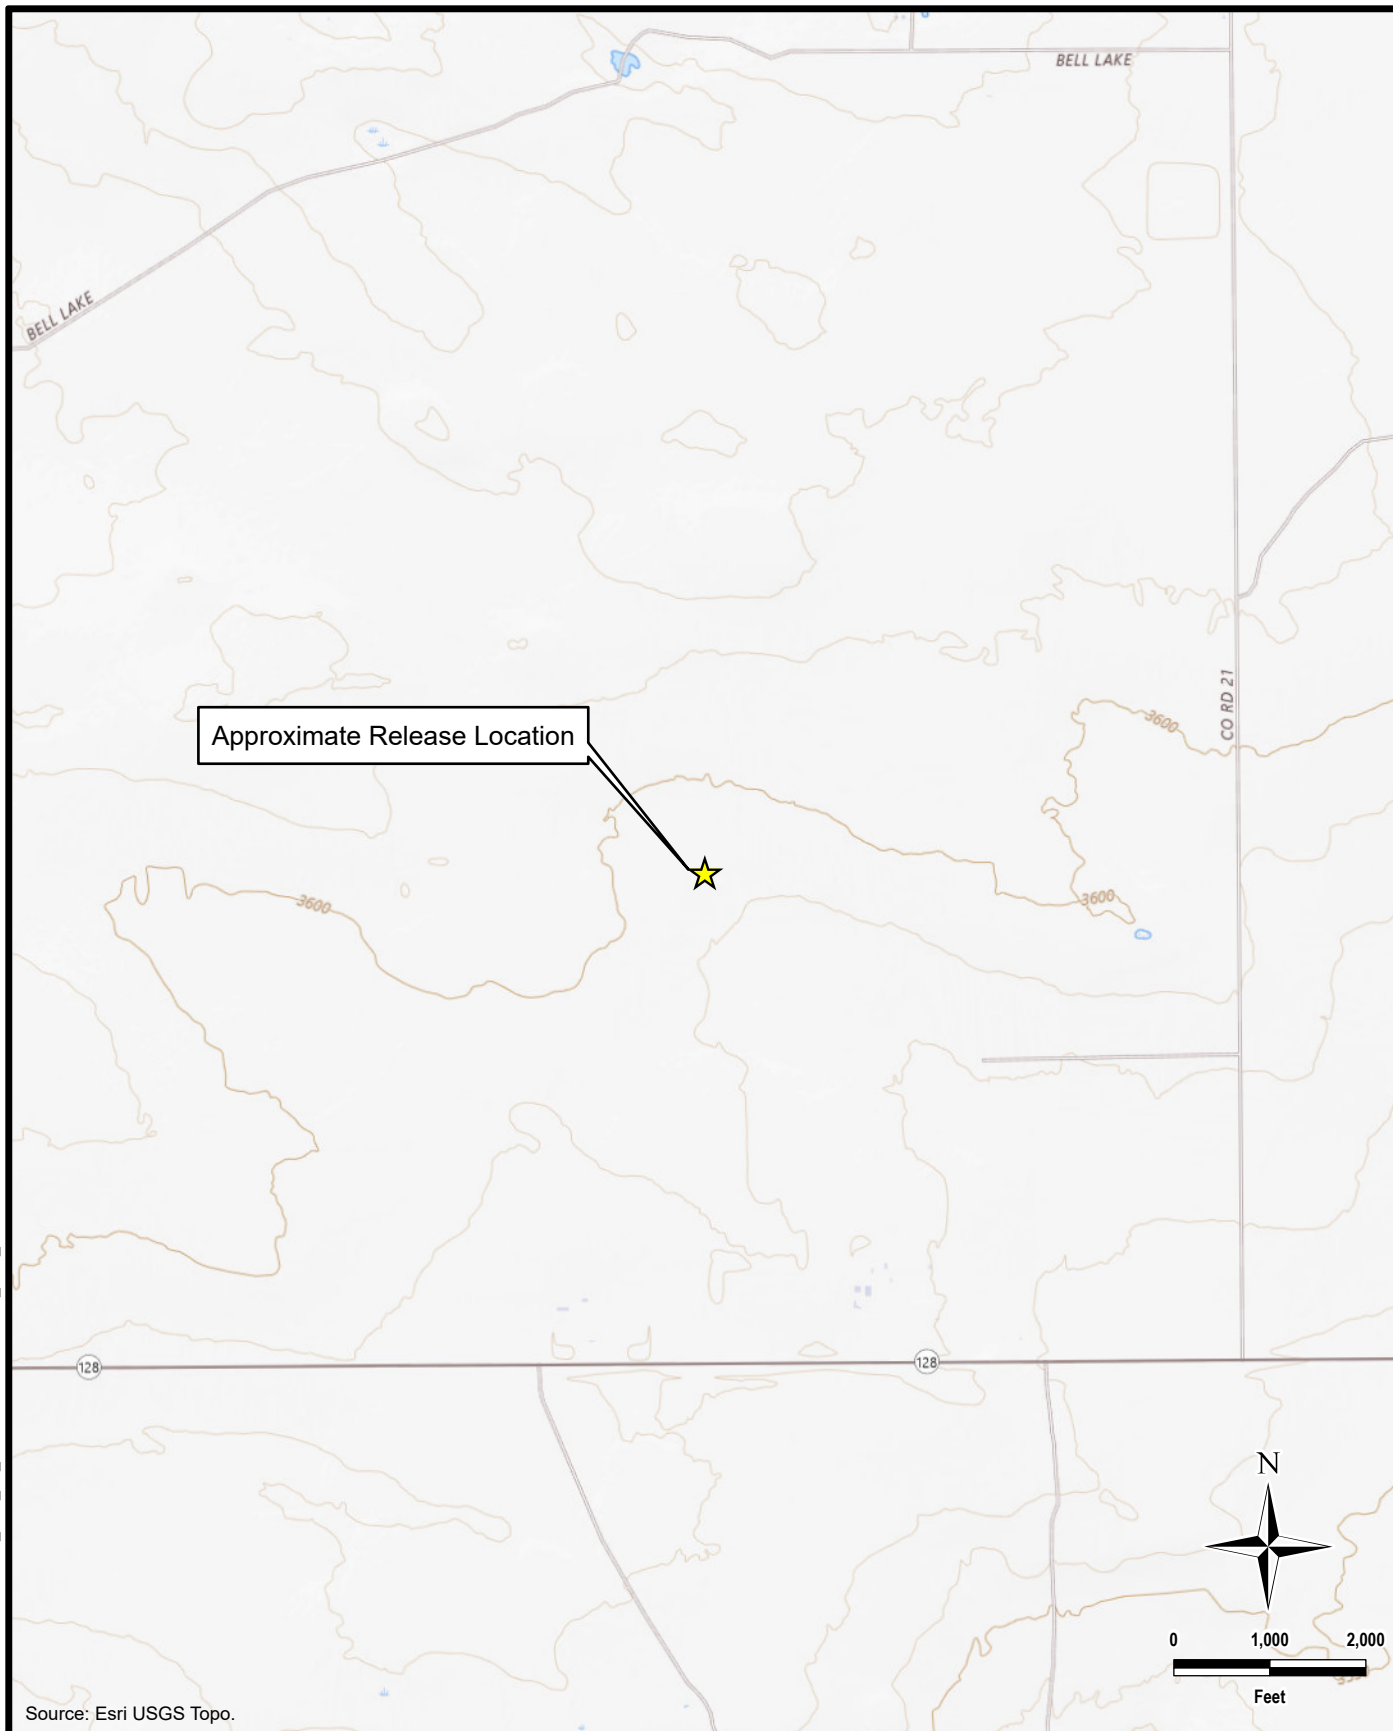 BELL LAKE
BELL LAKE
CO RD 21
3600
Approximate Release Location
3600
3600
128
128
N
0 1,000 2,000
Feet
Source: Esri USGS Topo.